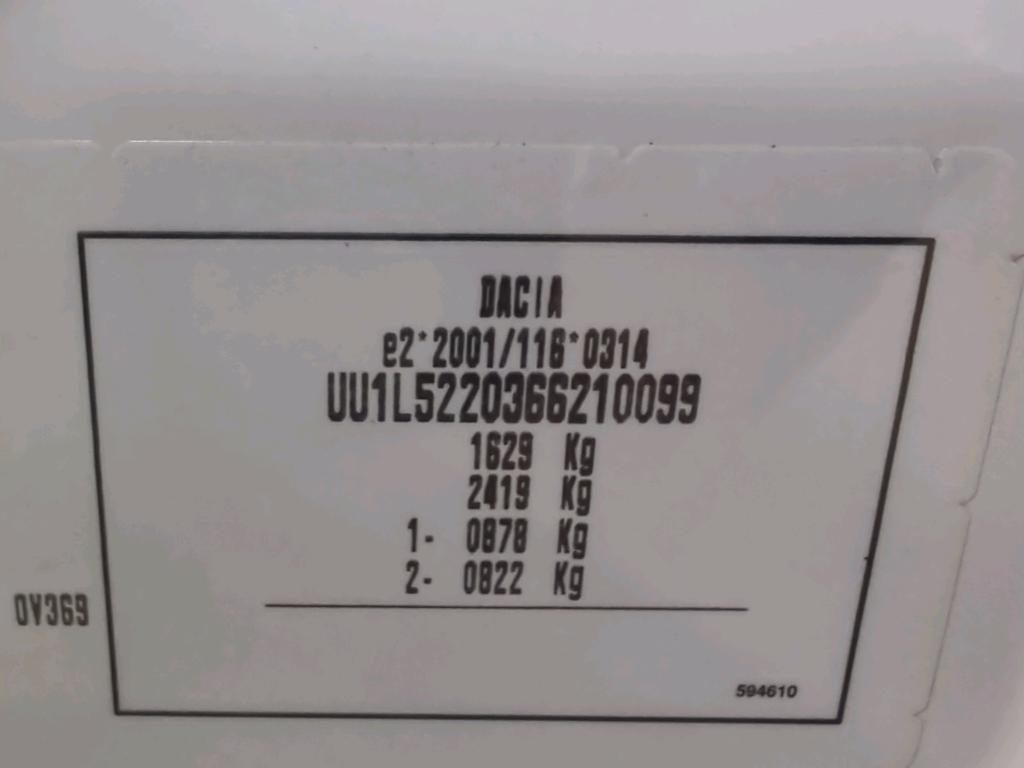 DACIA
e2*2001/116*0314
UU1L5220366210099
1629 Kg
2419 Kg
1- 0878 Kg
2- 0822 Kg
0V369
594610